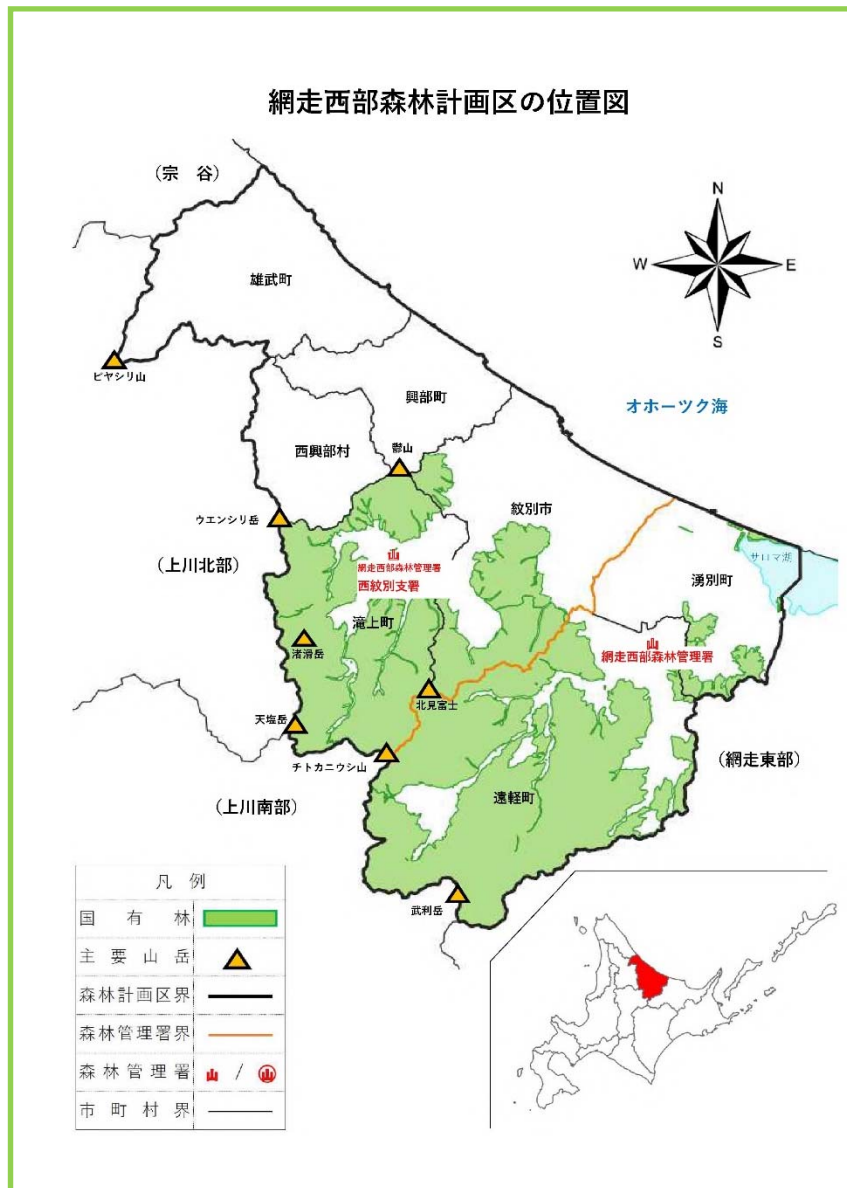 網走西部森林計画区の位置図
(宗 谷)
N
W
E
S
雄武町
ピヤシリ山
興部町
オホーツク海
西興部村
鬱山
紋別市
ウエンシリ岳
(上川北部)
サロマ湖
網走西部森林管理署
西紋別支署
湧別町
滝上町
渚滑岳
網走西部森林管理署
北見富士
天塩岳
チトカニウシ山
(網走東部)
(上川南部)
遠軽町
武利岳
凡 例
国 有 林
主 要 山 岳
森林計画区界
森林管理署界
森 林 管 理 署 山 / 山
市 町 村 界